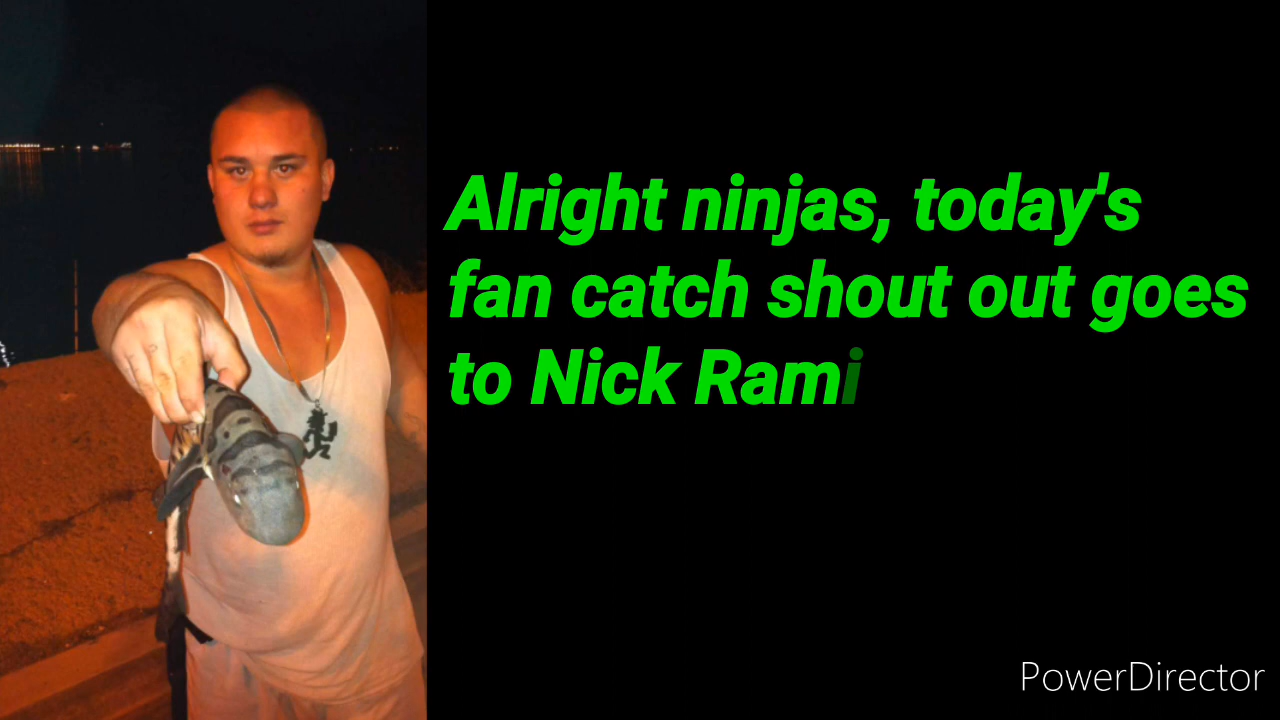 Alright ninjas, today's
fan catch shout out goes
to Nick Rami
PowerDirector